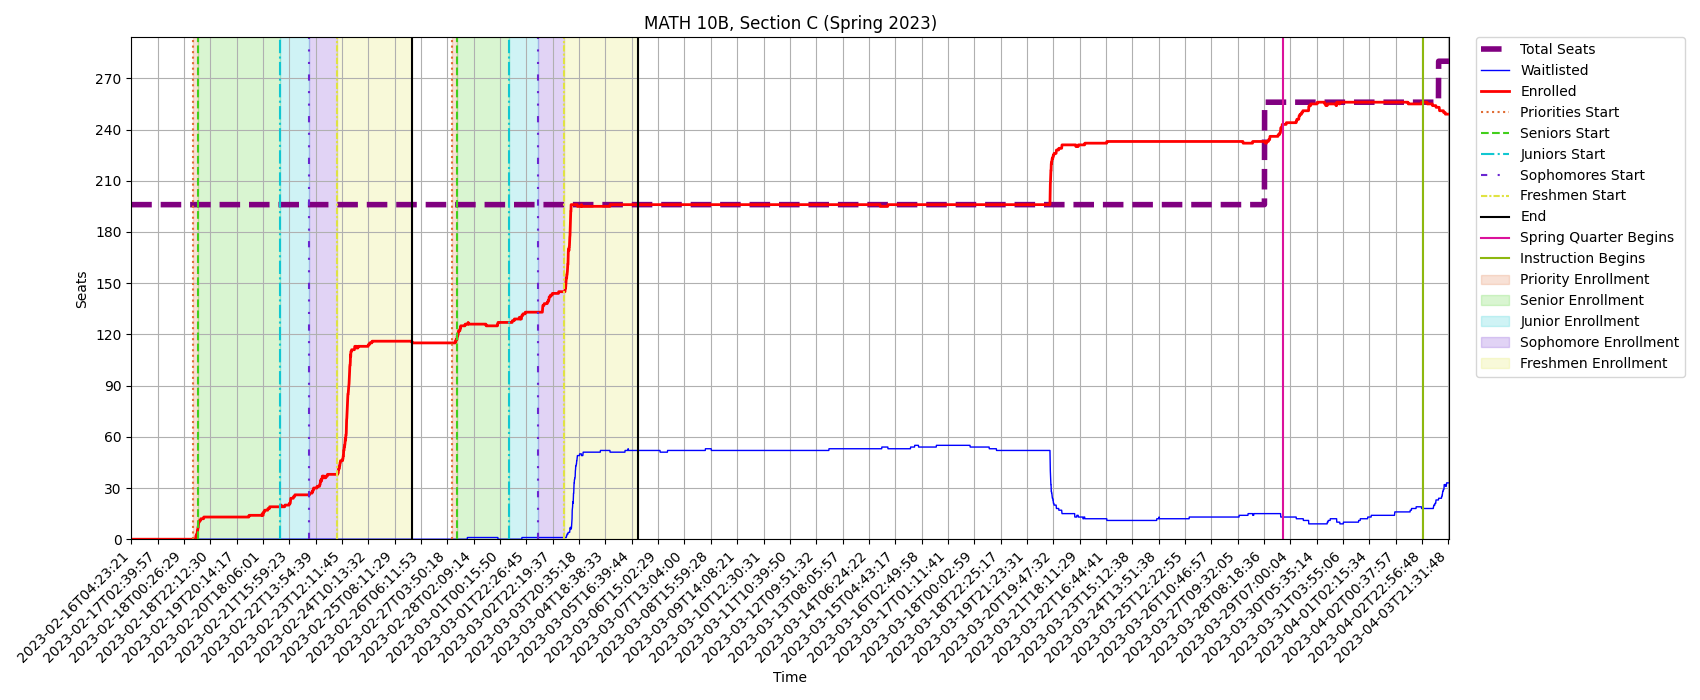 MATH 10B, Section C (Spring 2023)
Seats
270
240
210
180
150
120
90
60
30
0
2023-02-16T04:23:21
2023-02-17T02:39:57
2023-02-18T00:26:29
2023-02-18T22:12:30
2023-02-19T20:14:17
2023-02-20T18:06:01
2023-02-21T15:59:23
2023-02-22T13:54:39
2023-02-23T12:11:45
2023-02-24T10:13:32
2023-02-25T08:11:29
2023-02-26T06:11:53
2023-02-27T03:50:18
2023-02-28T02:09:14
2023-03-01T00:15:50
2023-03-01T22:26:45
2023-03-02T22:19:37
2023-03-03T20:35:18
2023-03-04T18:38:33
2023-03-05T16:39:44
2023-03-06T15:02:29
2023-03-07T13:04:00
2023-03-08T15:59:28
2023-03-09T14:08:21
2023-03-10T12:30:31
2023-03-11T10:39:50
2023-03-12T09:51:32
2023-03-13T08:05:57
2023-03-14T06:24:22
2023-03-15T04:43:17
2023-03-16T02:49:58
2023-03-17T01:11:41
2023-03-18T00:02:59
2023-03-18T22:25:17
2023-03-19T21:23:31
2023-03-20T19:47:32
2023-03-21T18:11:29
2023-03-22T16:44:41
2023-03-23T15:12:38
2023-03-24T13:51:38
2023-03-25T12:22:55
2023-03-26T10:46:57
2023-03-27T09:32:05
2023-03-28T08:18:36
2023-03-29T07:00:04
2023-03-30T05:35:14
2023-03-31T03:55:06
2023-04-01T02:15:34
2023-04-02T00:37:57
2023-04-02T22:56:48
2023-04-03T21:31:48
Time
Total Seats
Waitlisted
Enrolled
Priorities Start
Seniors Start
Juniors Start
Sophomores Start
Freshmen Start
End
Spring Quarter Begins
Instruction Begins
Priority Enrollment
Senior Enrollment
Junior Enrollment
Sophomore Enrollment
Freshmen Enrollment